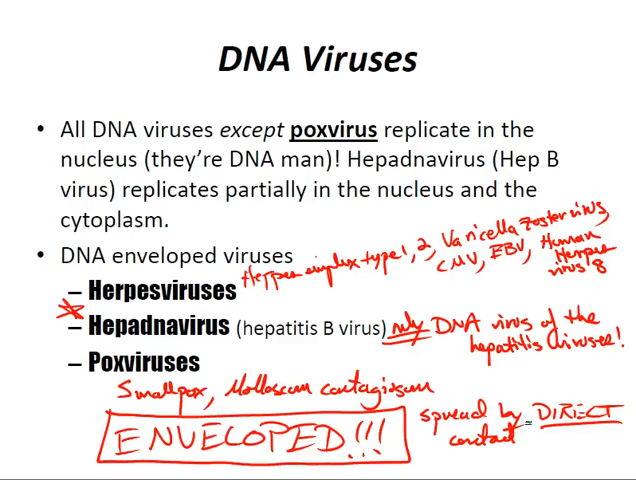 DNA Viruses
• All DNA viruses except poxvirus replicate in the
nucleus (they're DNA man)! Hepadnavirus (Hep B
virus) replicates partially in the nucleus and the
cytoplasm.
• DNA enveloped viruses
Herpes simplex type 1, 2, Varicella Zoster virus,
CMV, EBV, Human
Herpes
virus 8
– Herpesviruses
– Hepadnavirus (hepatitis B virus) only DNA virus of the
hepatitis viruses!
– Poxviruses
Smallpox, Molloscum contagiosum
ENVELOPED!!!
spread by DIRECT
contact